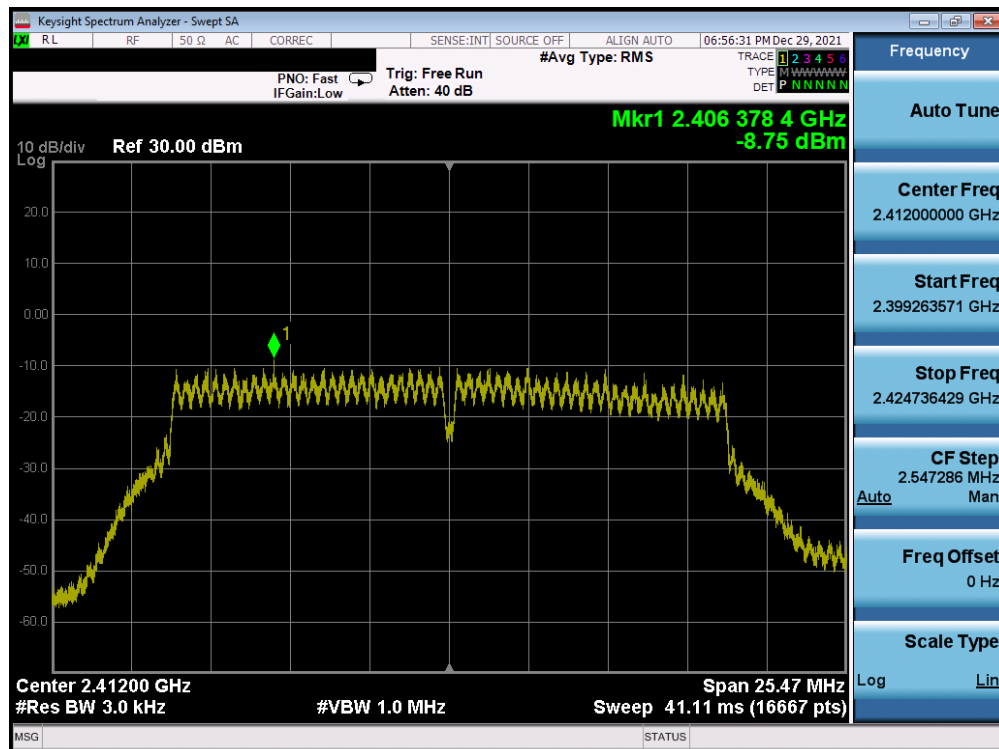 Keysight Spectrum Analyzer - Swept SA
LXI RL RF 50 Ω AC CORREC SENSE:INT SOURCE OFF ALIGN AUTO 06:56:31 PM Dec 29, 2021
#Avg Type: RMS
TRACE 1 2 3 4 5 6
PNO: Fast
Trig: Free Run
TYPE M WWWWW
IFGain:Low
Atten: 40 dB
DET P N N N N N
Mkr1 2.406 378 4 GHz
-8.75 dBm
10 dB/div
Log
Ref 30.00 dBm
20.0
10.0
0.00
-10.0
-20.0
-30.0
-40.0
-50.0
-60.0
1
Center 2.41200 GHz
Span 25.47 MHz
#Res BW 3.0 kHz
#VBW 1.0 MHz
Sweep 41.11 ms (16667 pts)
MSG
STATUS
Frequency
Auto Tune
Center Freq
2.412000000 GHz
Start Freq
2.399263571 GHz
Stop Freq
2.424736429 GHz
CF Step
2.547286 MHz
Auto Man
Freq Offset
0 Hz
Scale Type
Log Lin